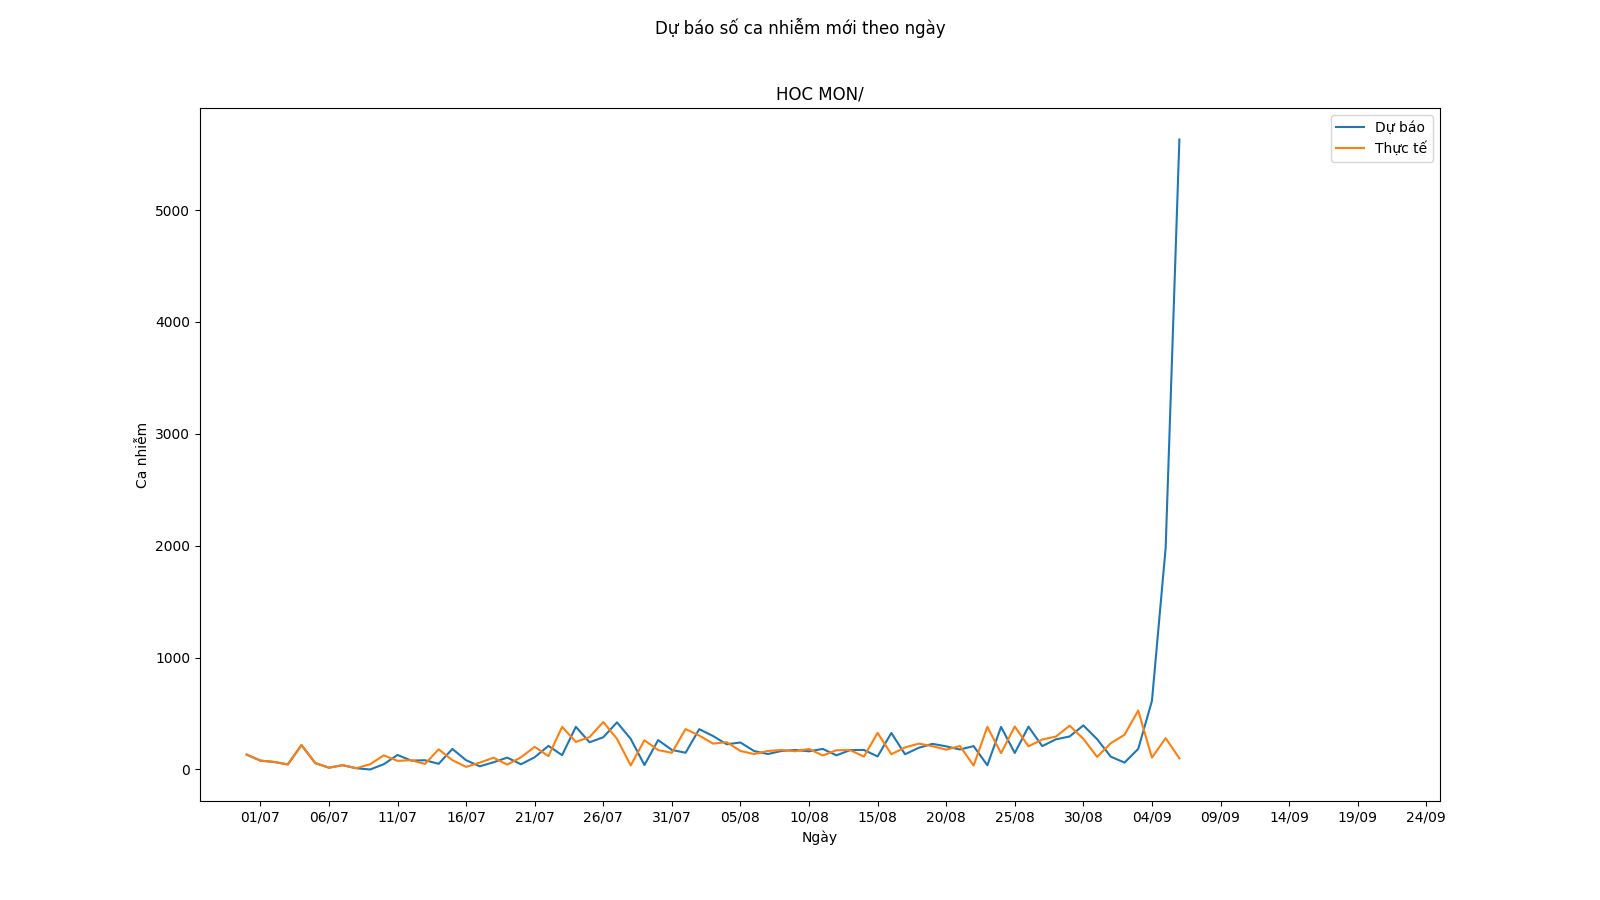 Dự báo số ca nhiễm mới theo ngày
HOC MON/
Dự báo
Thực tế
5000
4000
3000
2000
1000
0
Ca nhiễm
01/07 06/07 11/07 16/07 21/07 26/07 31/07 05/08 10/08 15/08 20/08 25/08 30/08 04/09 09/09 14/09 19/09 24/09
Ngày